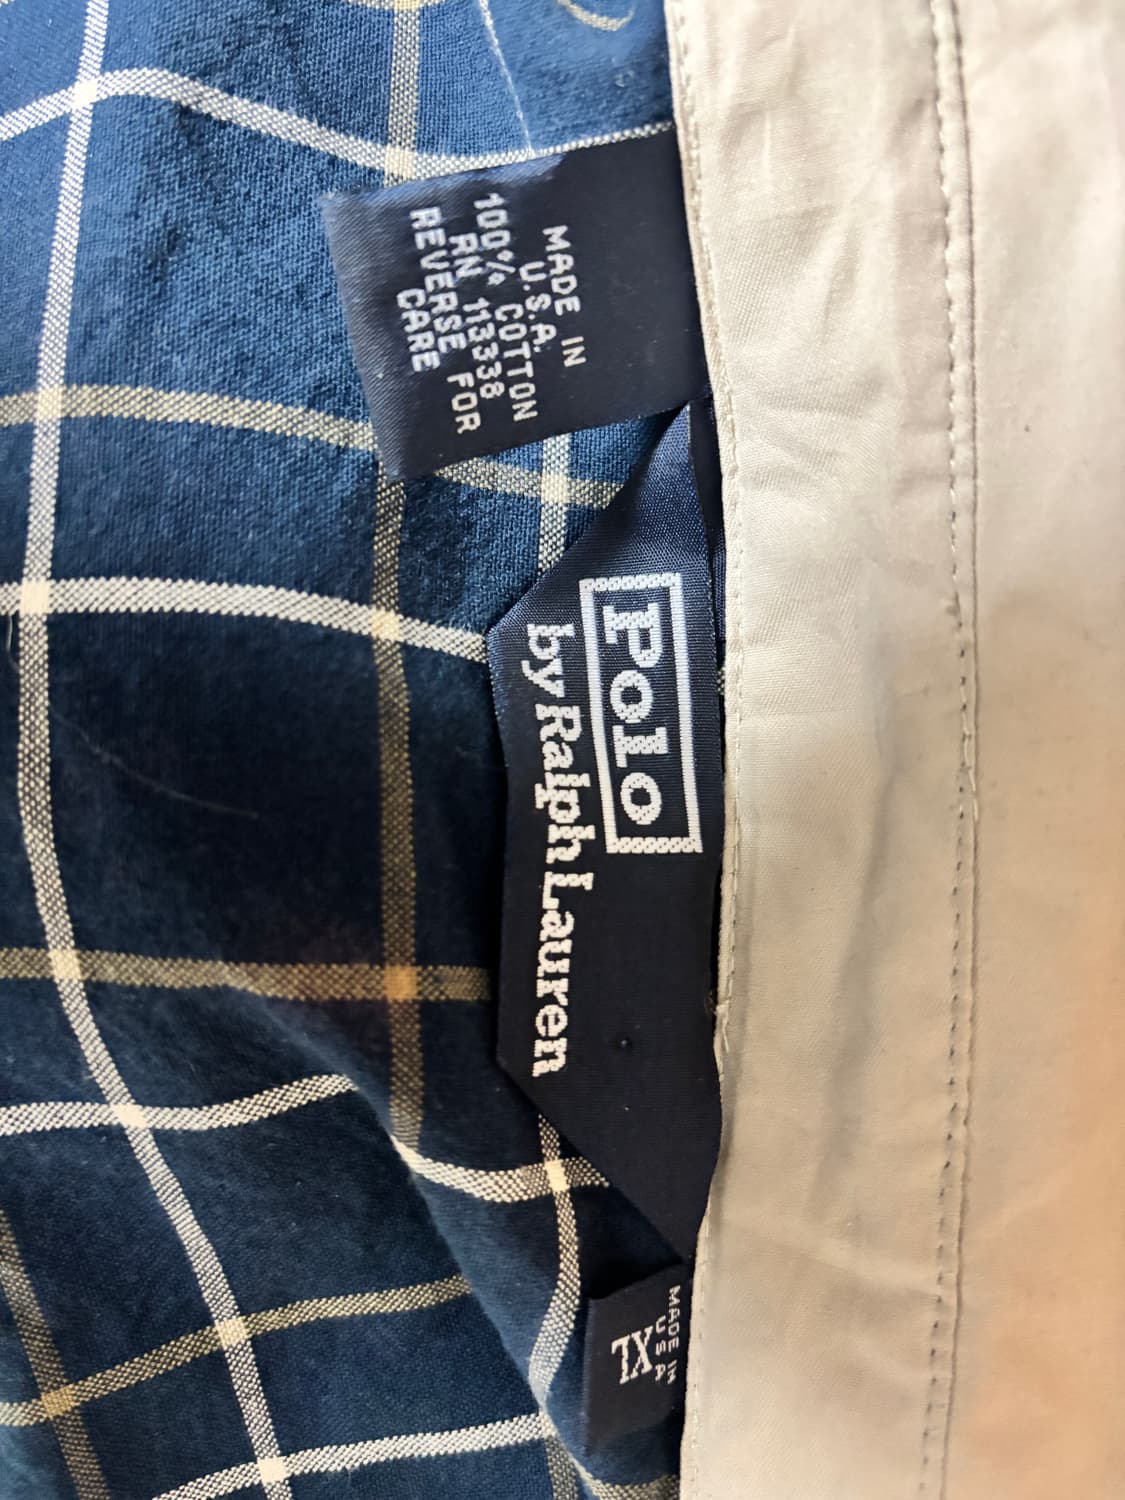 MADE IN
U.S.A.
100% COTTON
RN 113338
REVERSE FOR
CARE
POLO
by Ralph Lauren
MADE IN
USA
XL